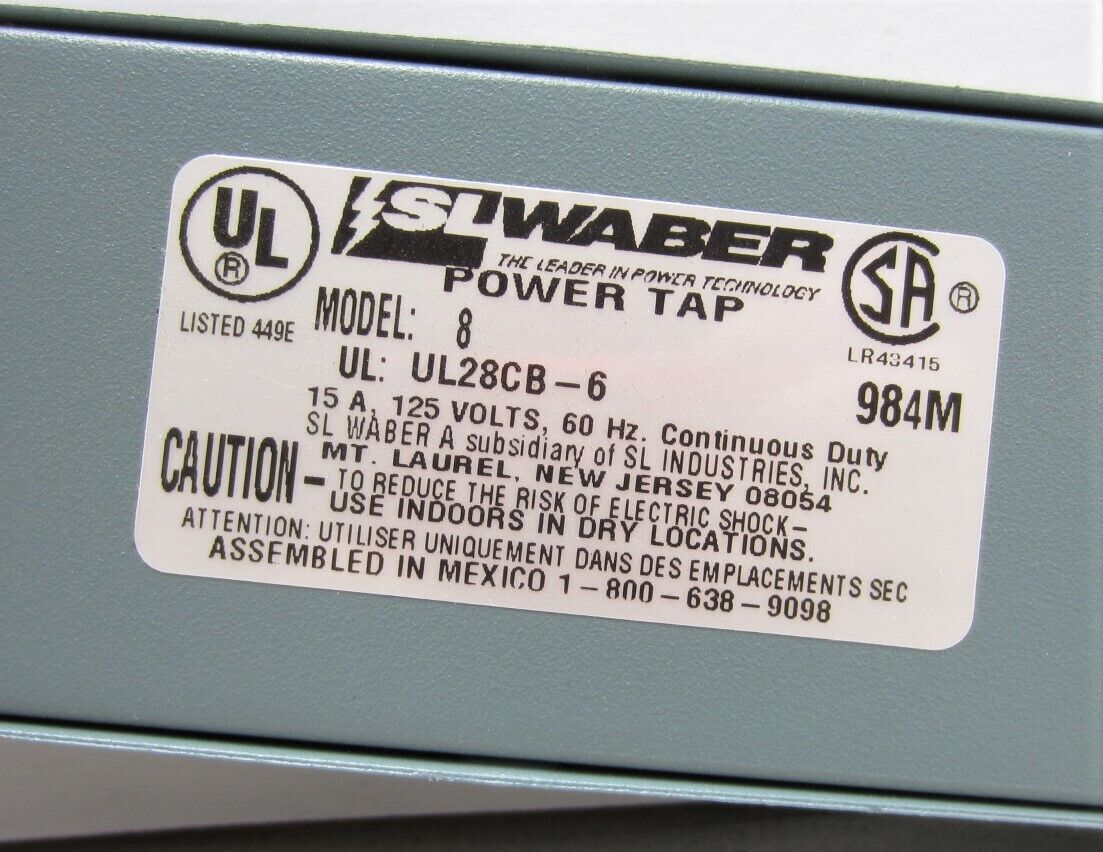 UL
®
LISTED 449E
SL WABER
THE LEADER IN POWER TECHNOLOGY
POWER TAP
SA ®
LR43415
MODEL: 8
UL: UL28CB-6
984M
15 A, 125 VOLTS, 60 Hz. Continuous Duty
SL WABER A subsidiary of SL INDUSTRIES, INC.
MT. LAUREL, NEW JERSEY 08054
CAUTION - TO REDUCE THE RISK OF ELECTRIC SHOCK-
USE INDOORS IN DRY LOCATIONS.
ATTENTION: UTILISER UNIQUEMENT DANS DES EMPLACEMENTS SEC
ASSEMBLED IN MEXICO 1-800-638-9098